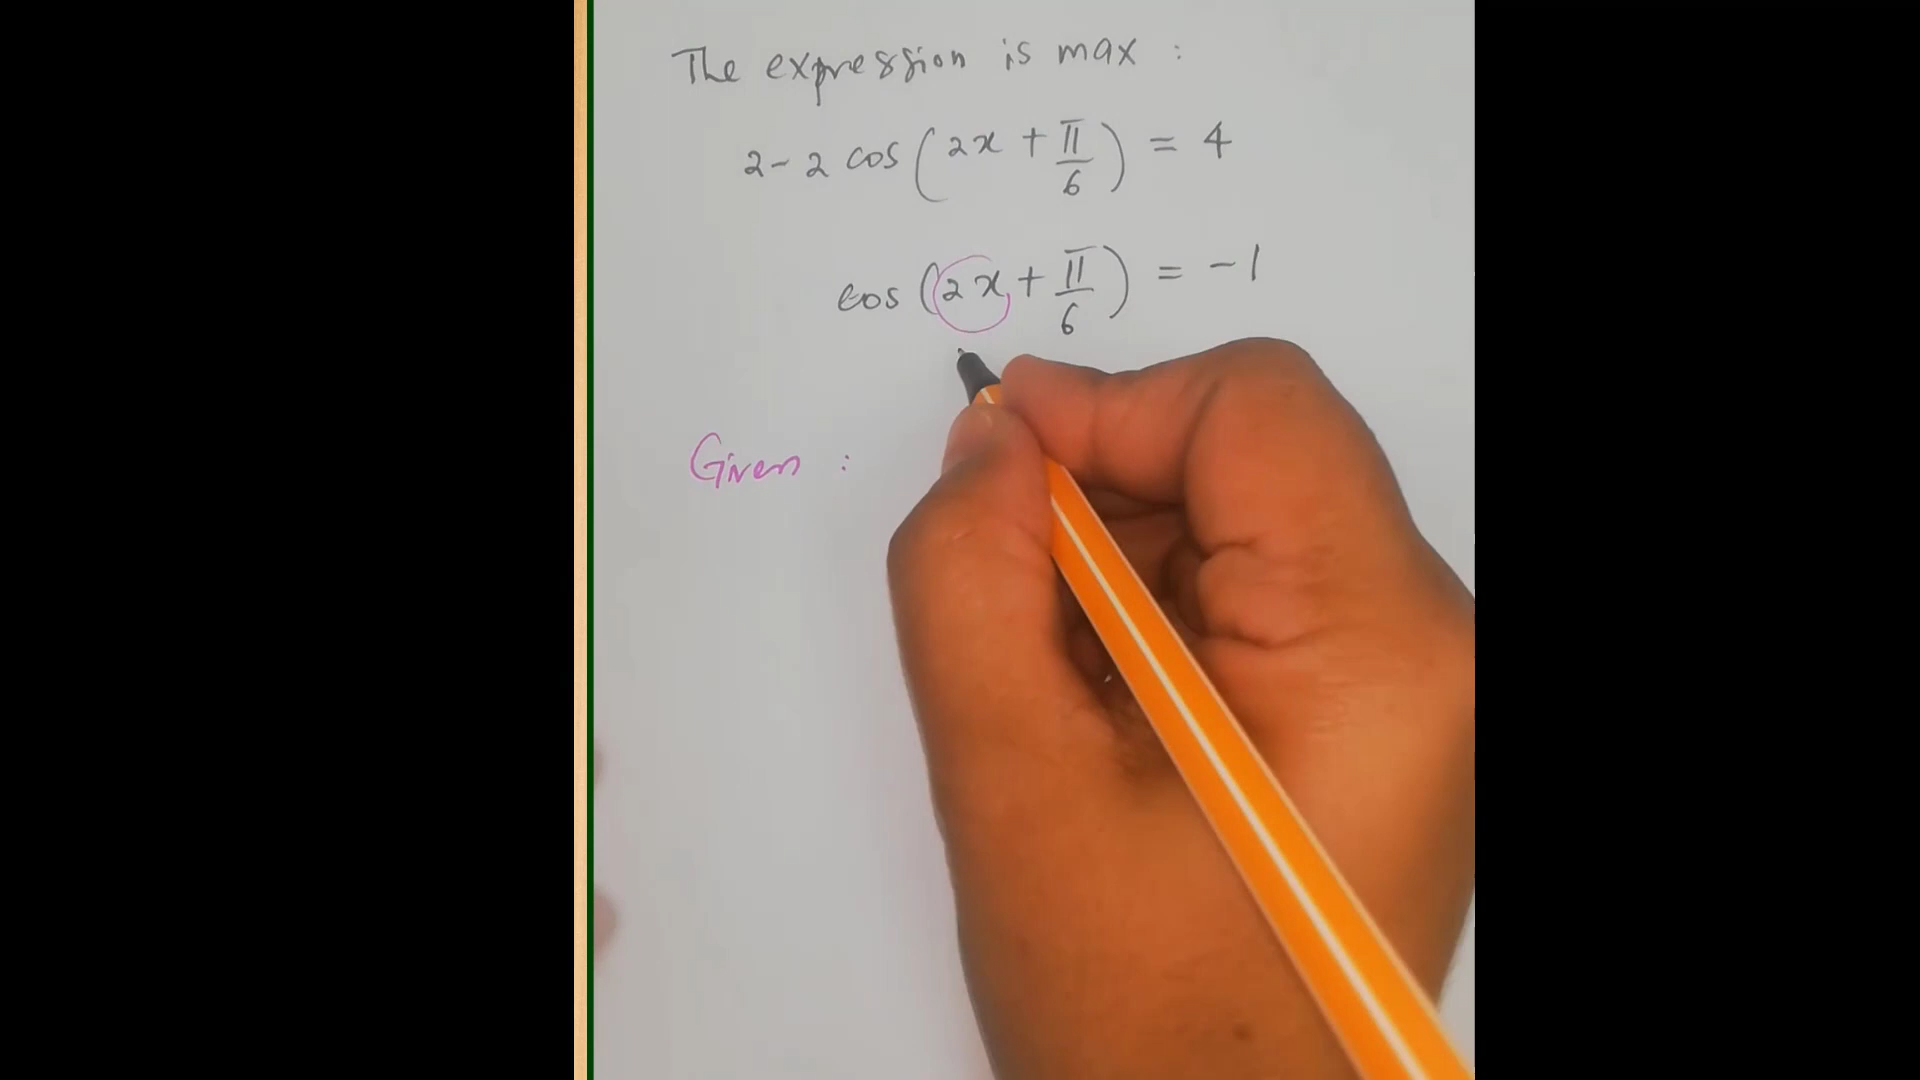 The expression is max :
2 - 2 cos (2x + π/6) = 4
cos (2x + π/6) = -1
Given :